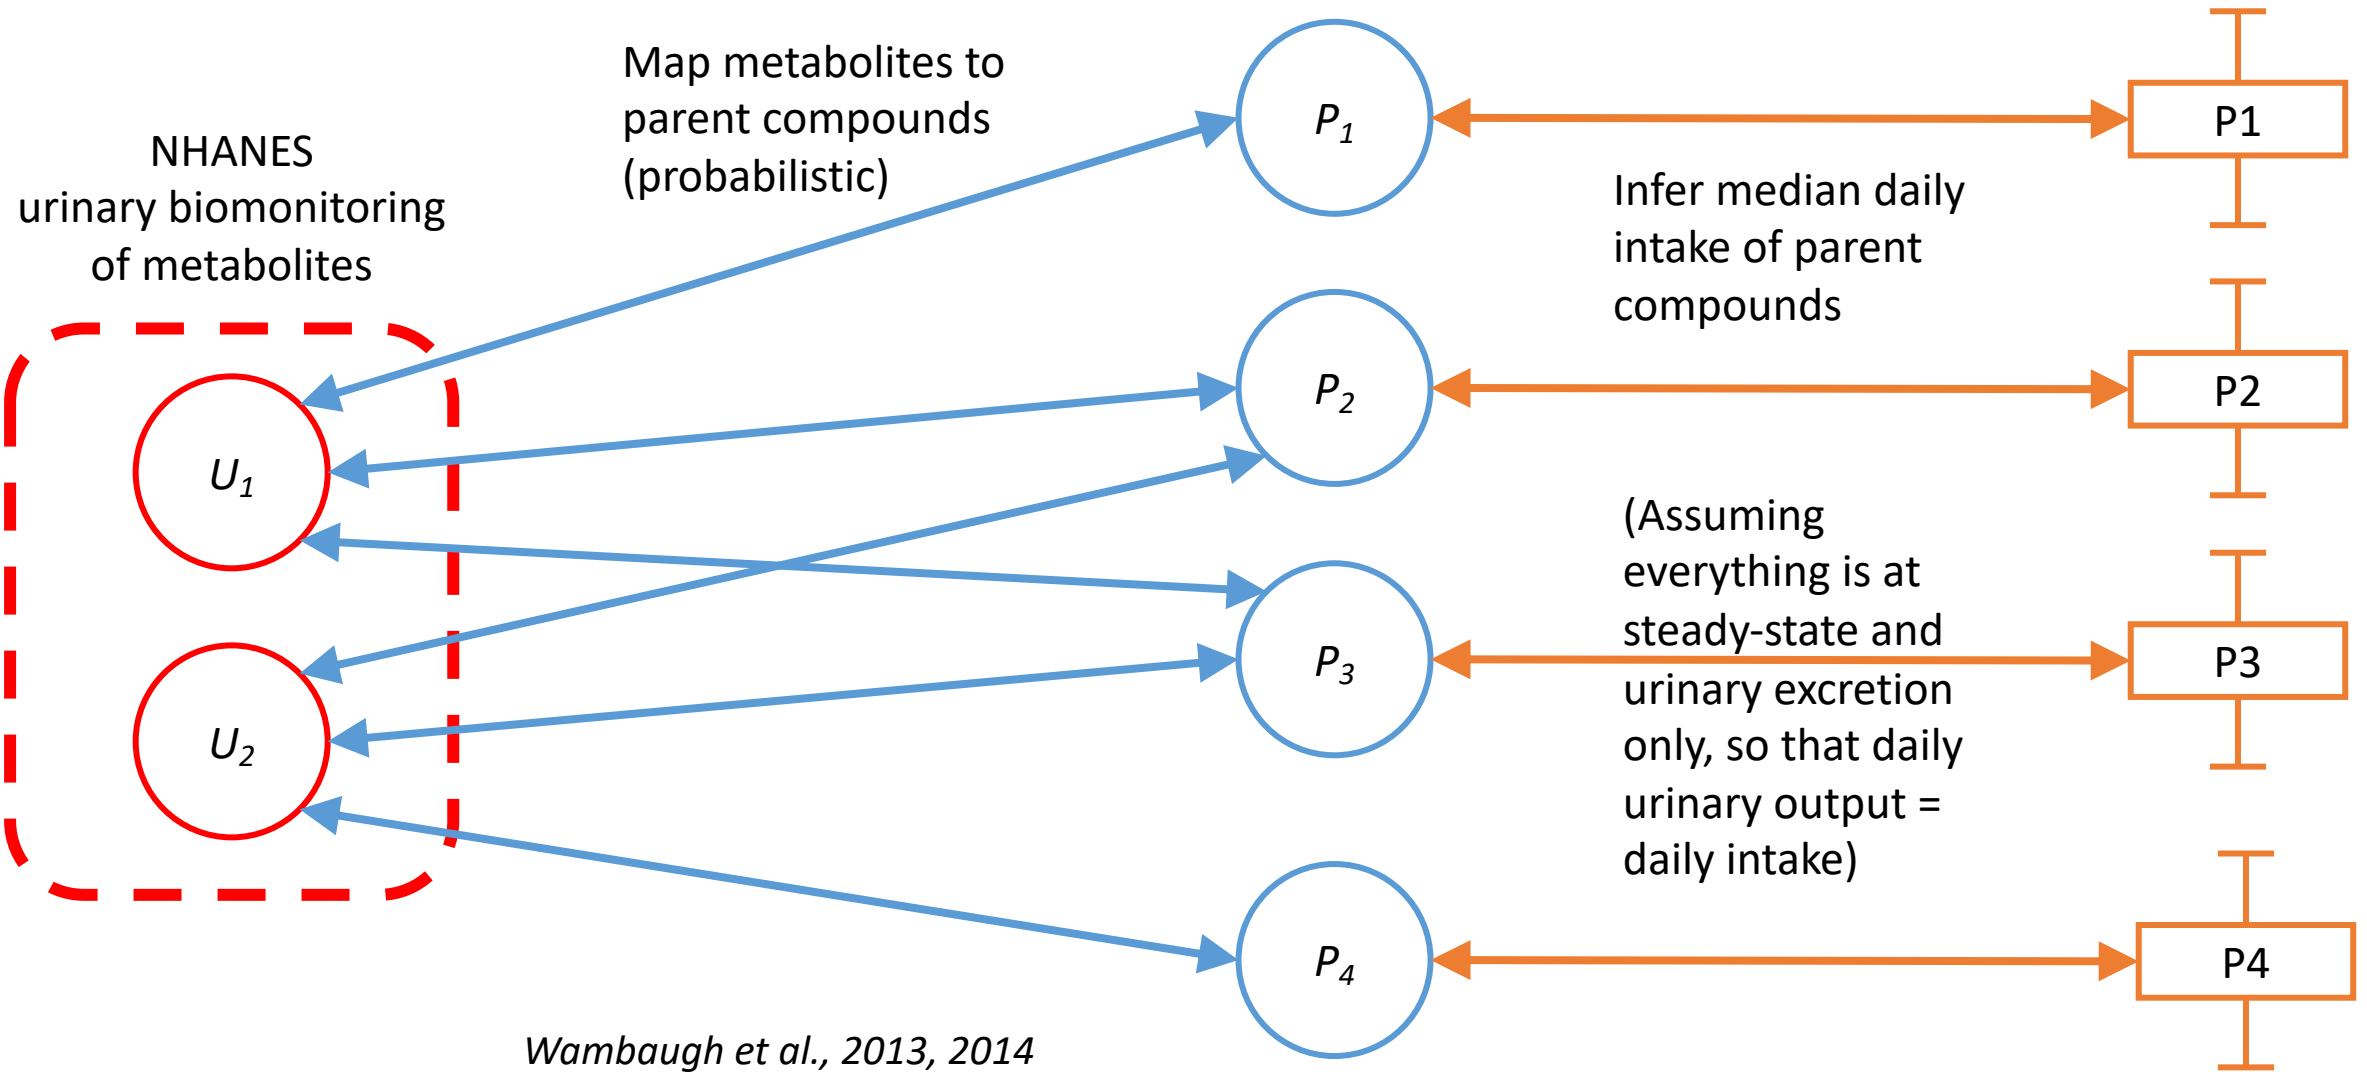 NHANES
urinary biomonitoring
of metabolites
Map metabolites to
parent compounds
(probabilistic)
U1
U2
P1
P2
P3
P4
Infer median daily
intake of parent
compounds
(Assuming
everything is at
steady-state and
urinary excretion
only, so that daily
urinary output =
daily intake)
P1
P2
P3
P4
Wambaugh et al., 2013, 2014